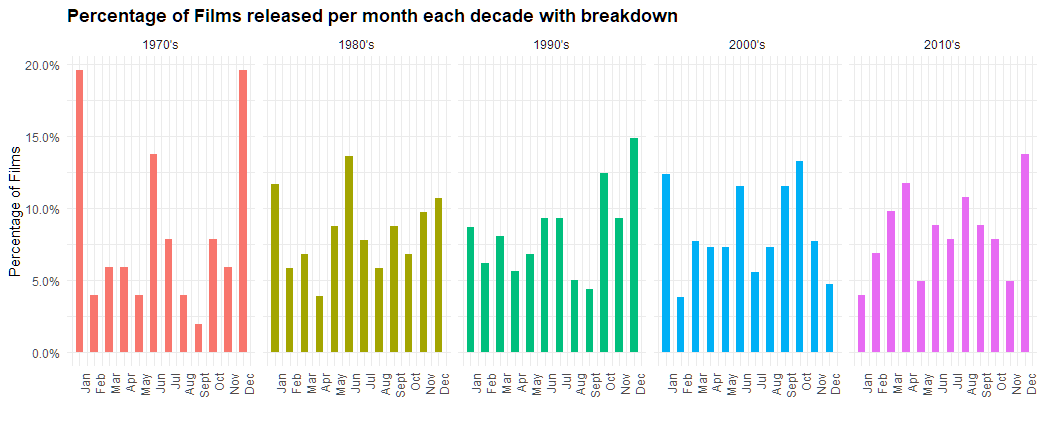 Percentage of Films released per month each decade with breakdown
1970's 1980's 1990's 2000's 2010's
20.0%
15.0%
10.0%
5.0%
0.0%
Percentage of Films
Jan Feb Mar Apr May Jun Jul Aug Sept Oct Nov Dec Jan Feb Mar Apr May Jun Jul Aug Sept Oct Nov Dec Jan Feb Mar Apr May Jun Jul Aug Sept Oct Nov Dec Jan Feb Mar Apr May Jun Jul Aug Sept Oct Nov Dec Jan Feb Mar Apr May Jun Jul Aug Sept Oct Nov Dec